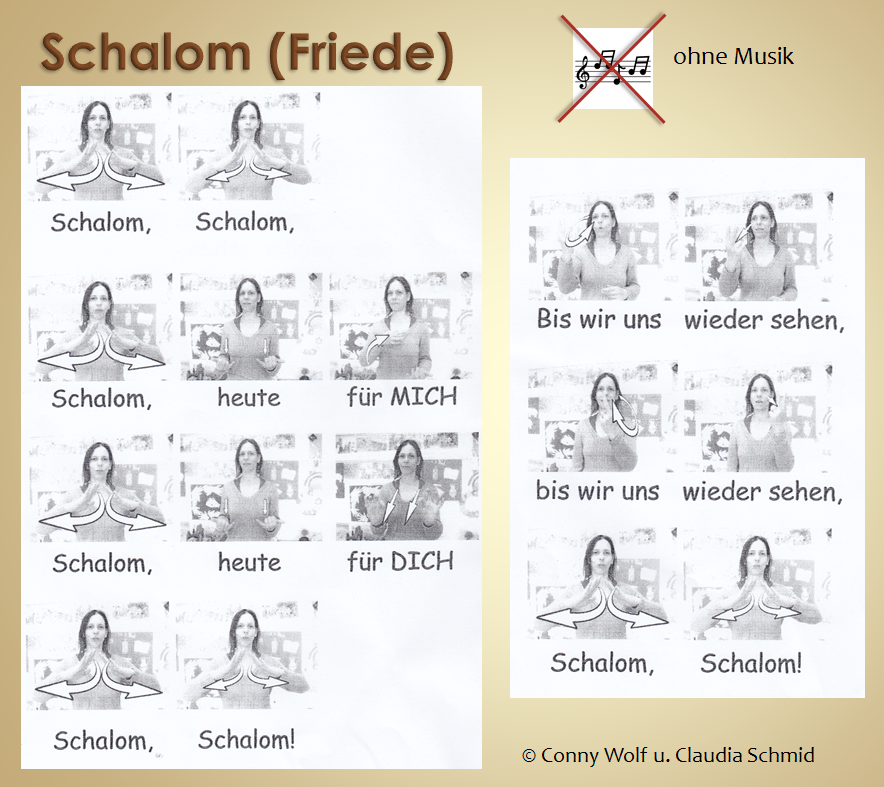 Schalom (Friede)
ohne Musik
Schalom, Schalom,
Schalom, heute für MICH
Schalom, heute für DICH
Schalom, Schalom!
Bis wir uns wieder sehen,
bis wir uns wieder sehen,
Schalom, Schalom!
© Conny Wolf u. Claudia Schmid